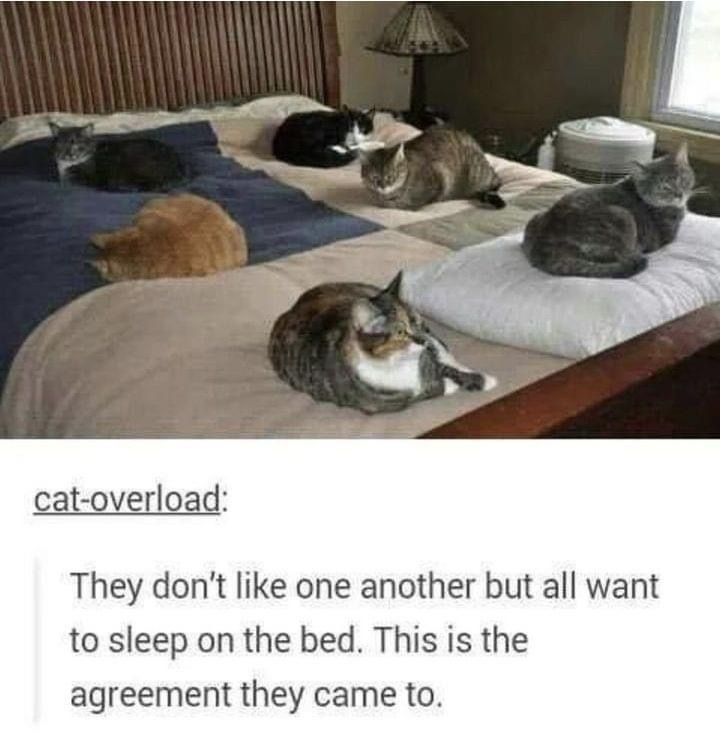 cat-overload:
They don't like one another but all want
to sleep on the bed. This is the
agreement they came to.